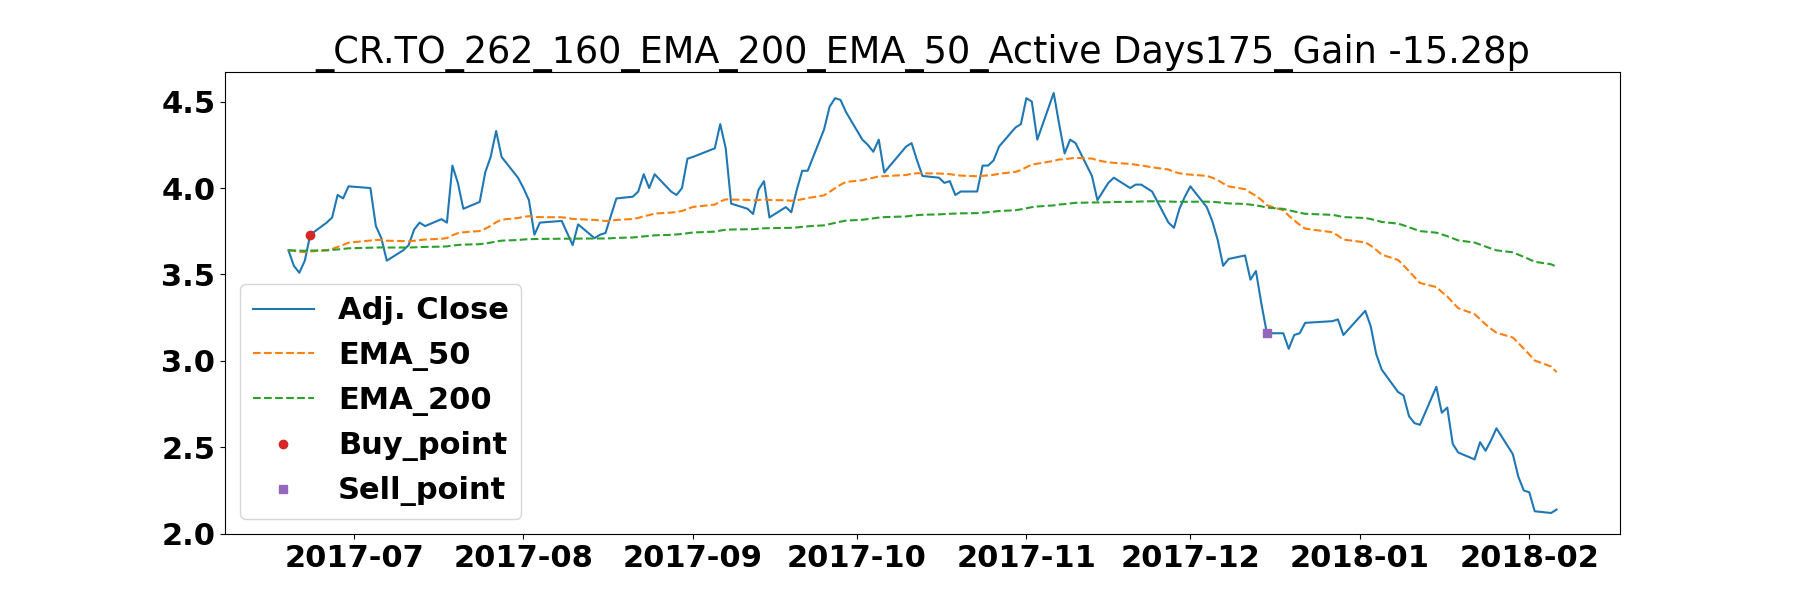 _CR.TO_262_160_EMA_200_EMA_50_Active Days175_Gain -15.28p
4.5
4.0
3.5
3.0
2.5
2.0
Adj. Close
EMA_50
EMA_200
Buy_point
Sell_point
2017-07 2017-08 2017-09 2017-10 2017-11 2017-12 2018-01 2018-02